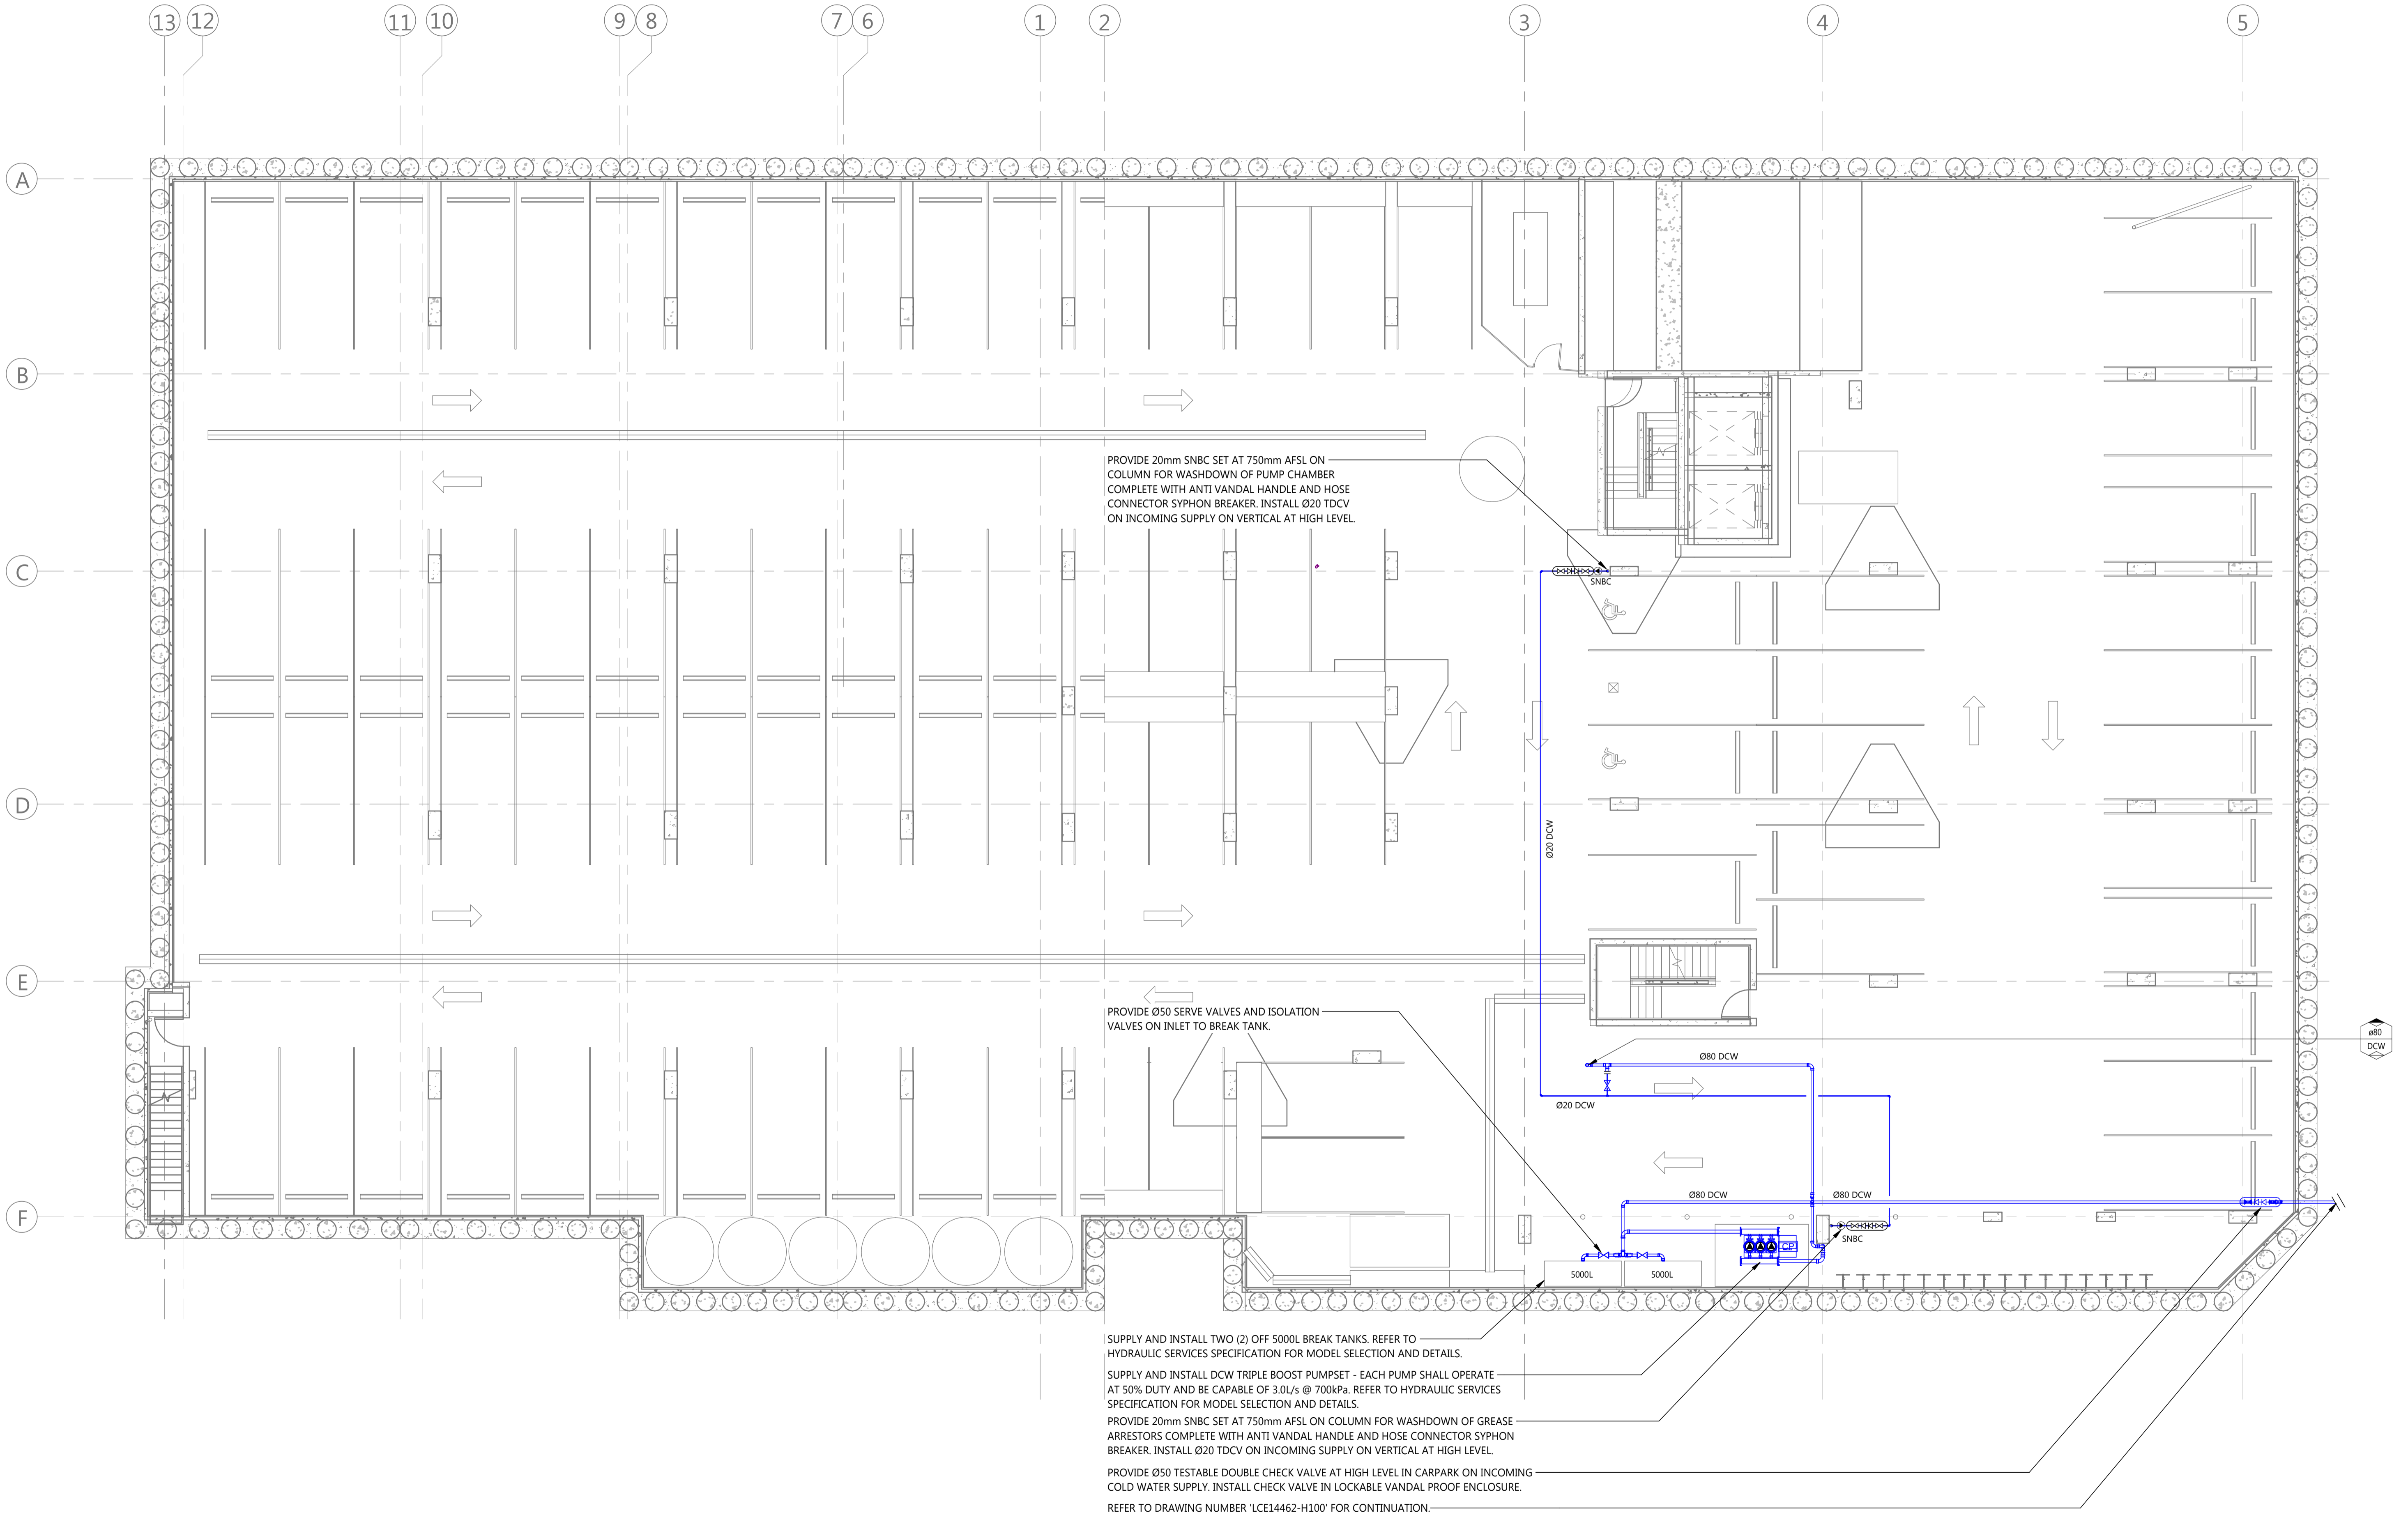 13
12
11
10
9
8
7
6
1
2
3
4
5
A
B
C
D
E
F
PROVIDE 20mm SNBC SET AT 750mm AFSL ON
COLUMN FOR WASHDOWN OF PUMP CHAMBER
COMPLETE WITH ANTI VANDAL HANDLE AND HOSE
CONNECTOR SYPHON BREAKER. INSTALL Ø20 TDCV
ON INCOMING SUPPLY ON VERTICAL AT HIGH LEVEL.
SNBC
Ø20 DCW
PROVIDE Ø50 SERVE VALVES AND ISOLATION
VALVES ON INLET TO BREAK TANK.
ø80
DCW
Ø80 DCW
Ø20 DCW
Ø80 DCW
Ø80 DCW
SNBC
CP
5000L
5000L
SUPPLY AND INSTALL TWO (2) OFF 5000L BREAK TANKS. REFER TO
HYDRAULIC SERVICES SPECIFICATION FOR MODEL SELECTION AND DETAILS.
SUPPLY AND INSTALL DCW TRIPLE BOOST PUMPSET - EACH PUMP SHALL OPERATE
AT 50% DUTY AND BE CAPABLE OF 3.0L/s @ 700kPa. REFER TO HYDRAULIC SERVICES
SPECIFICATION FOR MODEL SELECTION AND DETAILS.
PROVIDE 20mm SNBC SET AT 750mm AFSL ON COLUMN FOR WASHDOWN OF GREASE
ARRESTORS COMPLETE WITH ANTI VANDAL HANDLE AND HOSE CONNECTOR SYPHON
BREAKER. INSTALL Ø20 TDCV ON INCOMING SUPPLY ON VERTICAL AT HIGH LEVEL.
PROVIDE Ø50 TESTABLE DOUBLE CHECK VALVE AT HIGH LEVEL IN CARPARK ON INCOMING
COLD WATER SUPPLY. INSTALL CHECK VALVE IN LOCKABLE VANDAL PROOF ENCLOSURE.
REFER TO DRAWING NUMBER 'LCE14462-H100' FOR CONTINUATION.